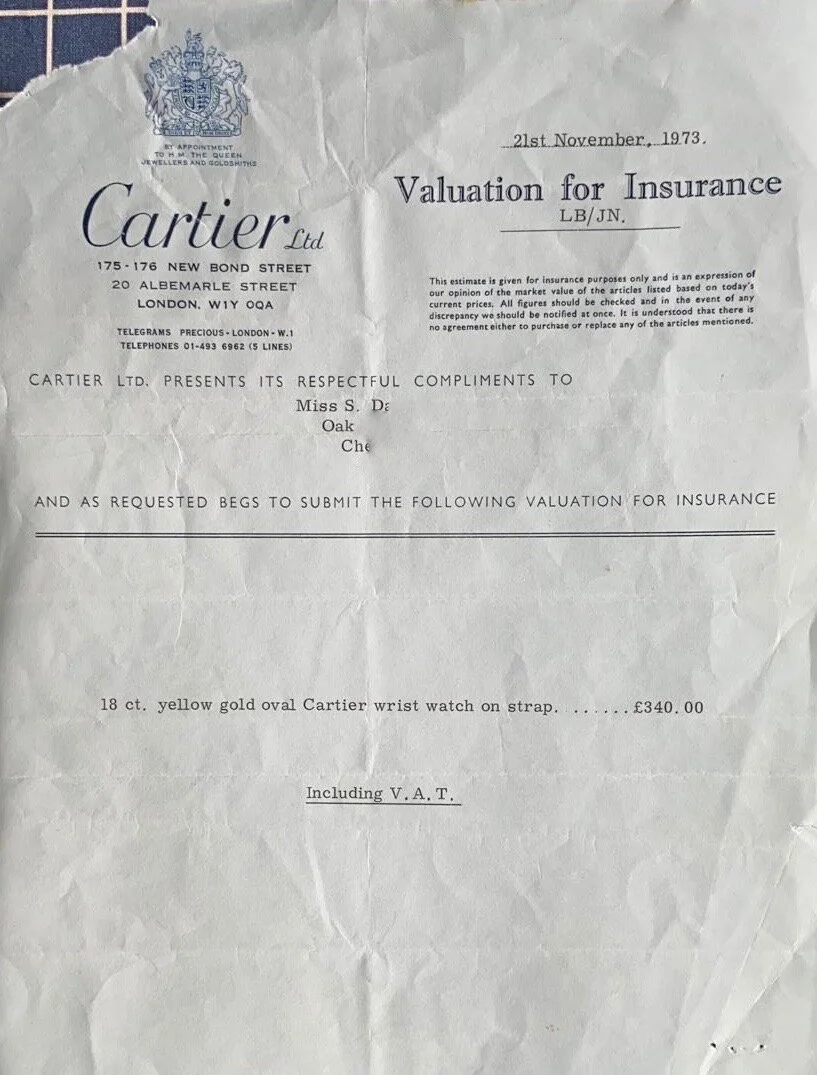 BY APPOINTMENT
TO H.M. THE QUEEN
JEWELLERS AND GOLDSMITHS
Cartier Ltd
175-176 NEW BOND STREET
20 ALBEMARLE STREET
LONDON, W1Y 0QA
TELEGRAMS PRECIOUS-LONDON-W.1
TELEPHONES 01-493 6962 (5 LINES)
21st November, 1973.
Valuation for Insurance
LB/JN.
This estimate is given for insurance purposes only and is an expression of
our opinion of the market value of the articles listed based on today's
current prices. All figures should be checked and in the event of any
discrepancy we should be notified at once. It is understood that there is
no agreement either to purchase or replace any of the articles mentioned.
CARTIER LTD. PRESENTS ITS RESPECTFUL COMPLIMENTS TO
Miss S.
Oak
AND AS REQUESTED BEGS TO SUBMIT THE FOLLOWING VALUATION FOR INSURANCE
18 ct. yellow gold oval Cartier wrist watch on strap. ...... £340.00
Including V.A.T.